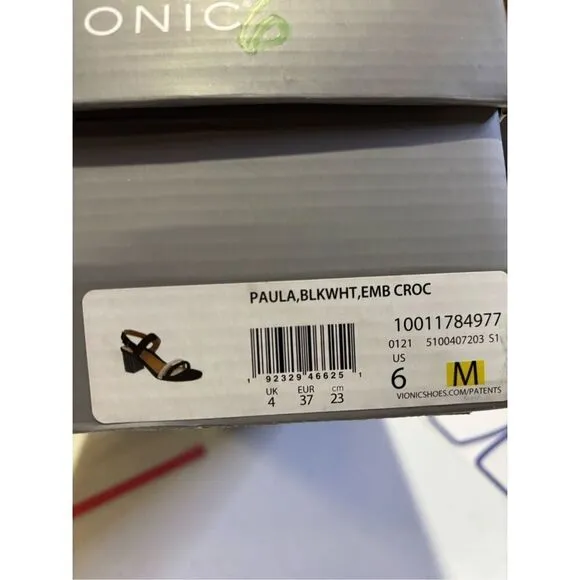 ONIC® 6
PAULA,BLKWHT,EMB CROC
10011784977
0121 5100407203 S1
1 92329 46625 1
US
6 M
UK EUR cm
4 37 23
VIONICSHOES.COM/PATENTS